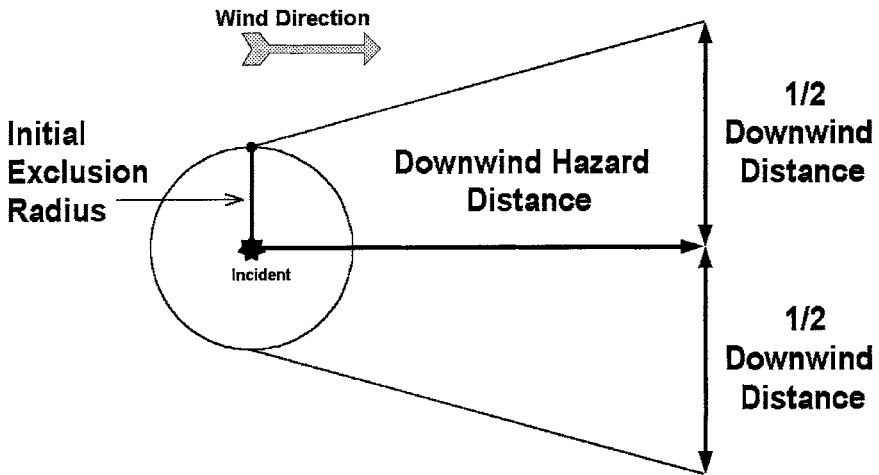 Wind Direction
Initial
Exclusion
Radius
Downwind Hazard
Distance
Incident
1/2
Downwind
Distance
1/2
Downwind
Distance